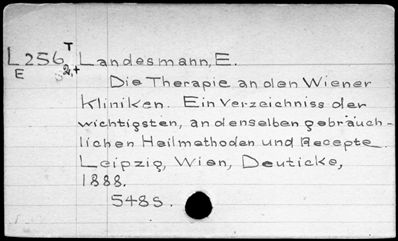 L256 T Landesmann, E.
E 2,+
Die Therapie an den Wiener
Kliniken. Ein Verzeichniss der
wichtigsten, an denselben gebräuch-
lichen Heilmethoden und Recepte.
Leipzig, Wien, Deuticke,
1888.
548s.